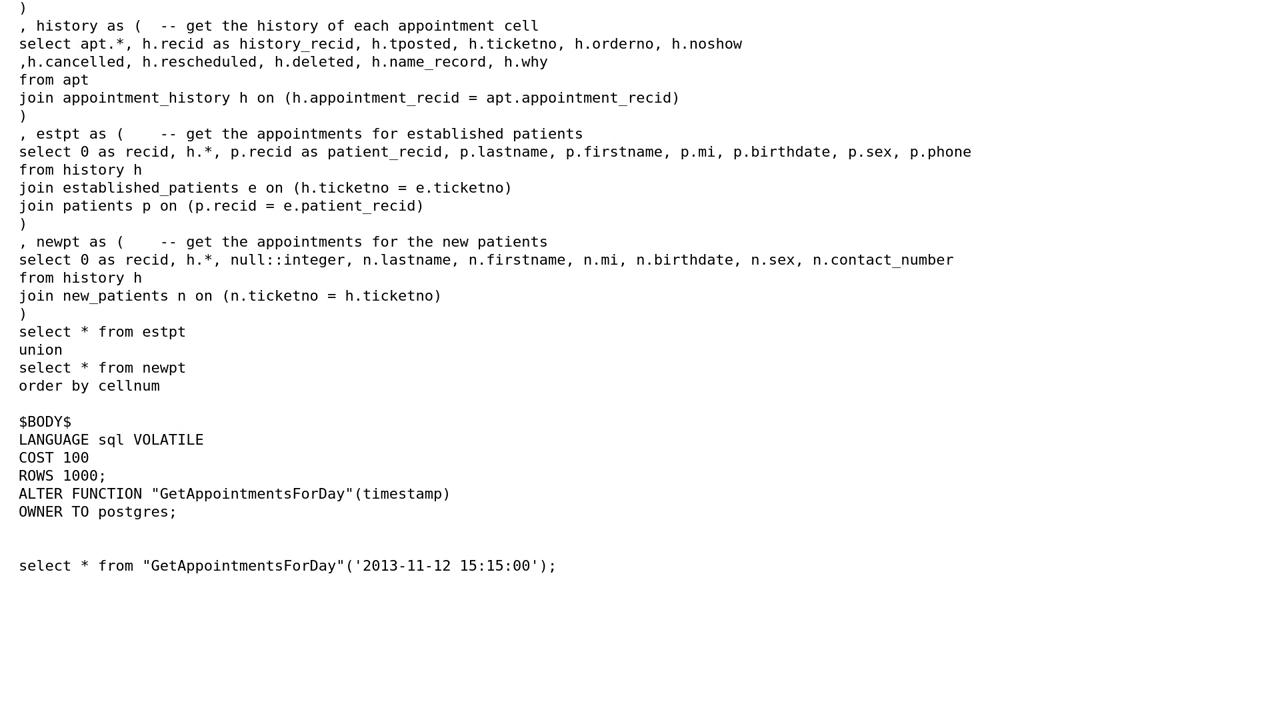 )
, history as (  -- get the history of each appointment cell
select apt.*, h.recid as history_recid, h.tposted, h.ticketno, h.orderno, h.noshow
,h.cancelled, h.rescheduled, h.deleted, h.name_record, h.why
from apt
join appointment_history h on (h.appointment_recid = apt.appointment_recid)
)
, estpt as (    -- get the appointments for established patients
select 0 as recid, h.*, p.recid as patient_recid, p.lastname, p.firstname, p.mi, p.birthdate, p.sex, p.phone
from history h
join established_patients e on (h.ticketno = e.ticketno)
join patients p on (p.recid = e.patient_recid)
)
, newpt as (    -- get the appointments for the new patients
select 0 as recid, h.*, null::integer, n.lastname, n.firstname, n.mi, n.birthdate, n.sex, n.contact_number
from history h
join new_patients n on (n.ticketno = h.ticketno)
)
select * from estpt
union
select * from newpt
order by cellnum
$BODY$
LANGUAGE sql VOLATILE
COST 100
ROWS 1000;
ALTER FUNCTION "GetAppointmentsForDay"(timestamp)
OWNER TO postgres;
select * from "GetAppointmentsForDay"('2013-11-12 15:15:00');